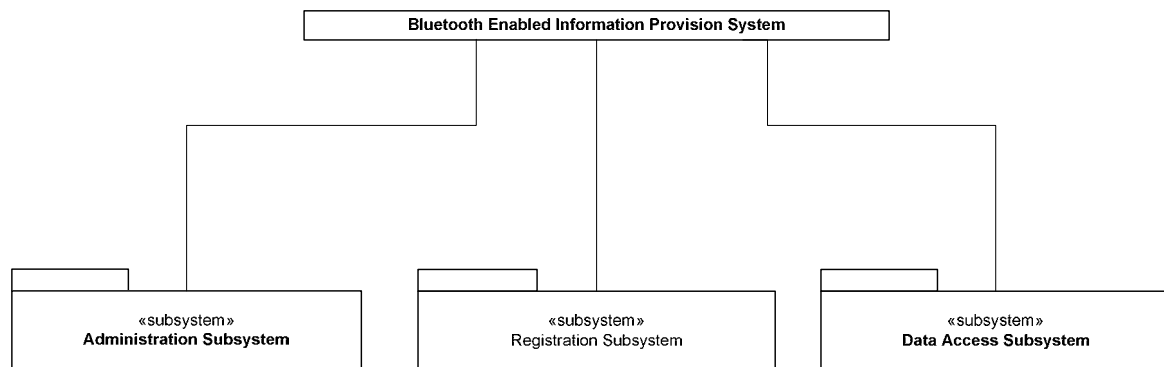 Bluetooth Enabled Information Provision System
«subsystem»
Administration Subsystem
«subsystem»
Registration Subsystem
«subsystem»
Data Access Subsystem